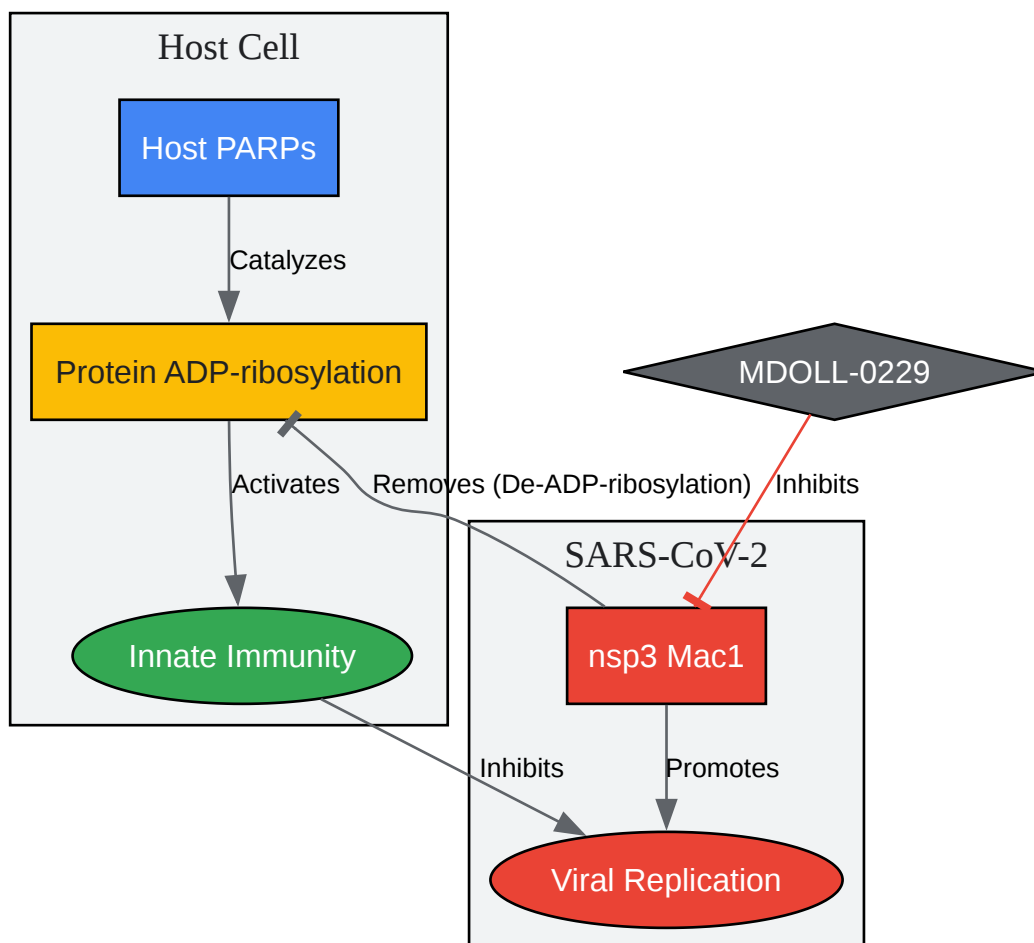 Host Cell
Host PARPs
Catalyzes
Protein ADP-ribosylation
MDOLL-0229
Activates
Removes (De-ADP-ribosylation)
Inhibits
SARS-CoV-2
Innate Immunity
nsp3 Mac1
Inhibits
Promotes
Viral Replication